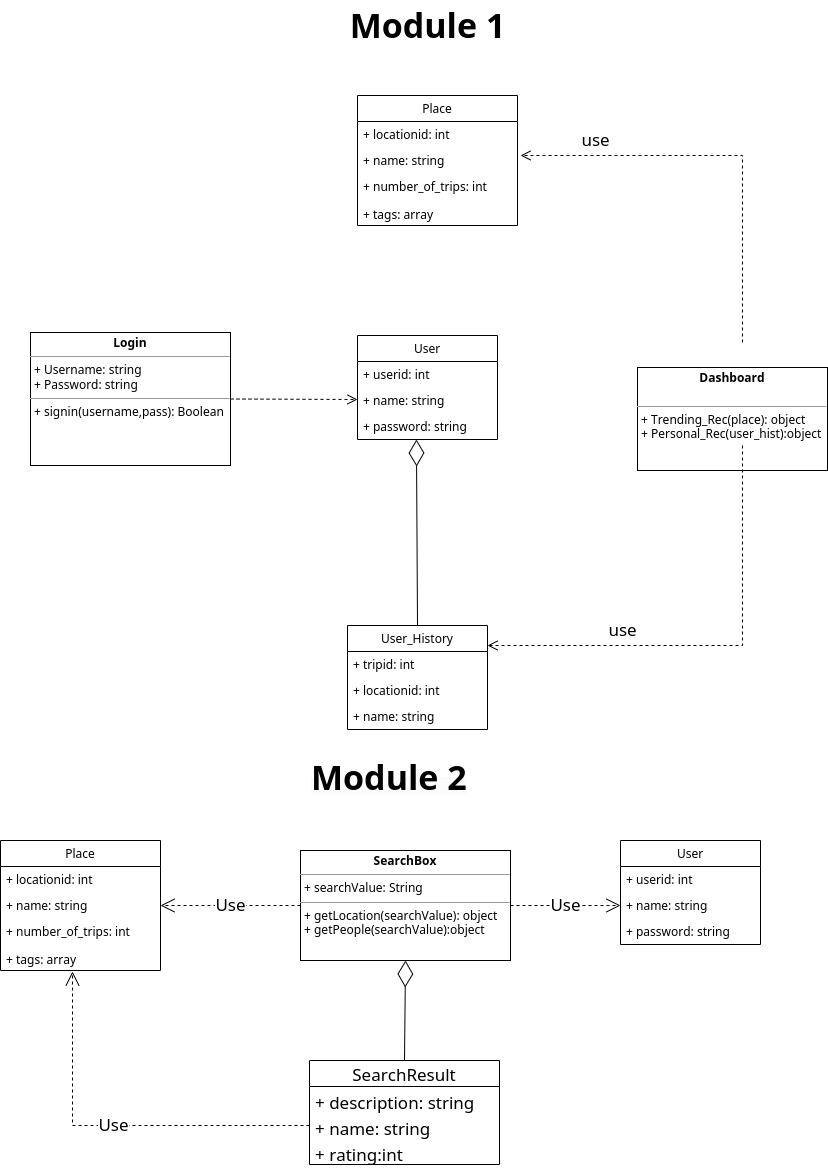 Module 1
Place
+ locationid: int
+ name: string
+ number_of_trips: int
+ tags: array
use
Login
+ Username: string
+ Password: string
+ signin(username,pass): Boolean
User
+ userid: int
+ name: string
+ password: string
Dashboard
+ Trending_Rec(place): object
+ Personal_Rec(user_hist):object
User_History
+ tripid: int
+ locationid: int
+ name: string
use
Module 2
Place
+ locationid: int
+ name: string
+ number_of_trips: int
+ tags: array
Use
SearchBox
+ searchValue: String
+ getLocation(searchValue): object
+ getPeople(searchValue):object
Use
User
+ userid: int
+ name: string
+ password: string
SearchResult
+ description: string
+ name: string
+ rating:int
Use